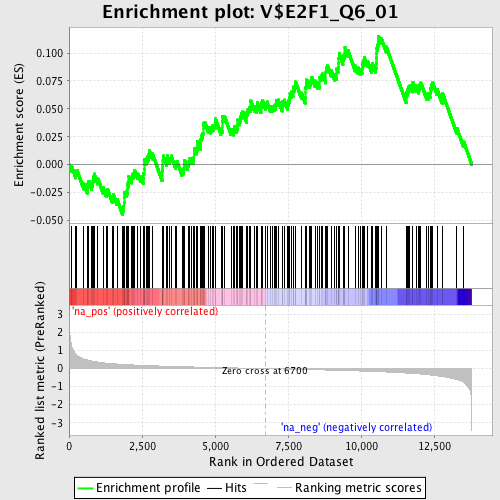 Enrichment plot: V$E2F1_Q6_01
Enrichment score (ES)
0.100
0.075
0.050
0.025
0.000
-0.025
-0.050
'na_pos' (positively correlated)
Ranked list metric (PreRanked)
3
2
1
0
-1
-2
-3
Zero cross at 6700
'na_neg' (negatively correlated)
0
2,500
5,000
7,500
10,000
12,500
Rank in Ordered Dataset
Enrichment profile
Hits
Ranking metric scores